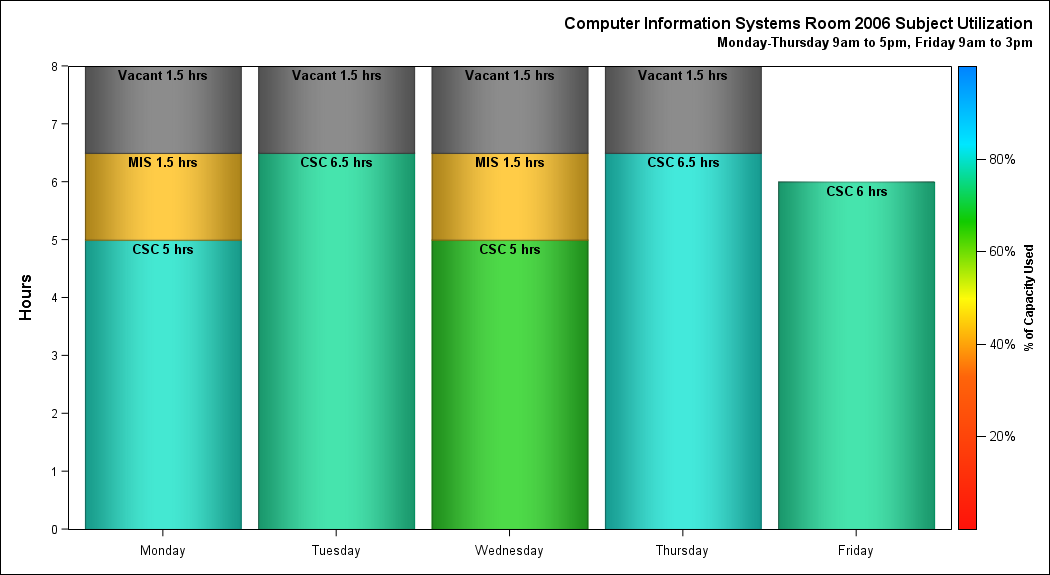 Computer Information Systems Room 2006 Subject Utilization
Monday-Thursday 9am to 5pm, Friday 9am to 3pm
8
7
6
5
4
3
2
1
0
Hours
Vacant 1.5 hrs
MIS 1.5 hrs
CSC 5 hrs
Vacant 1.5 hrs
CSC 6.5 hrs
Vacant 1.5 hrs
MIS 1.5 hrs
CSC 5 hrs
Vacant 1.5 hrs
CSC 6.5 hrs
CSC 6 hrs
Monday
Tuesday
Wednesday
Thursday
Friday
80%
60%
40%
20%
% of Capacity Used